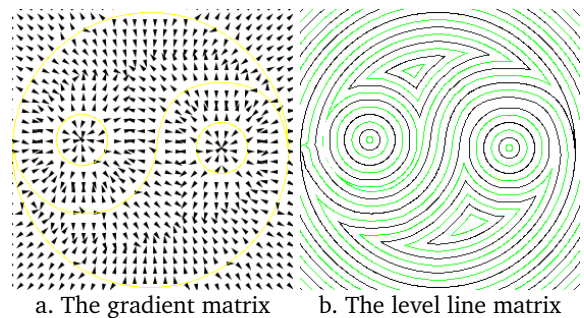 a. The gradient matrix
b. The level line matrix